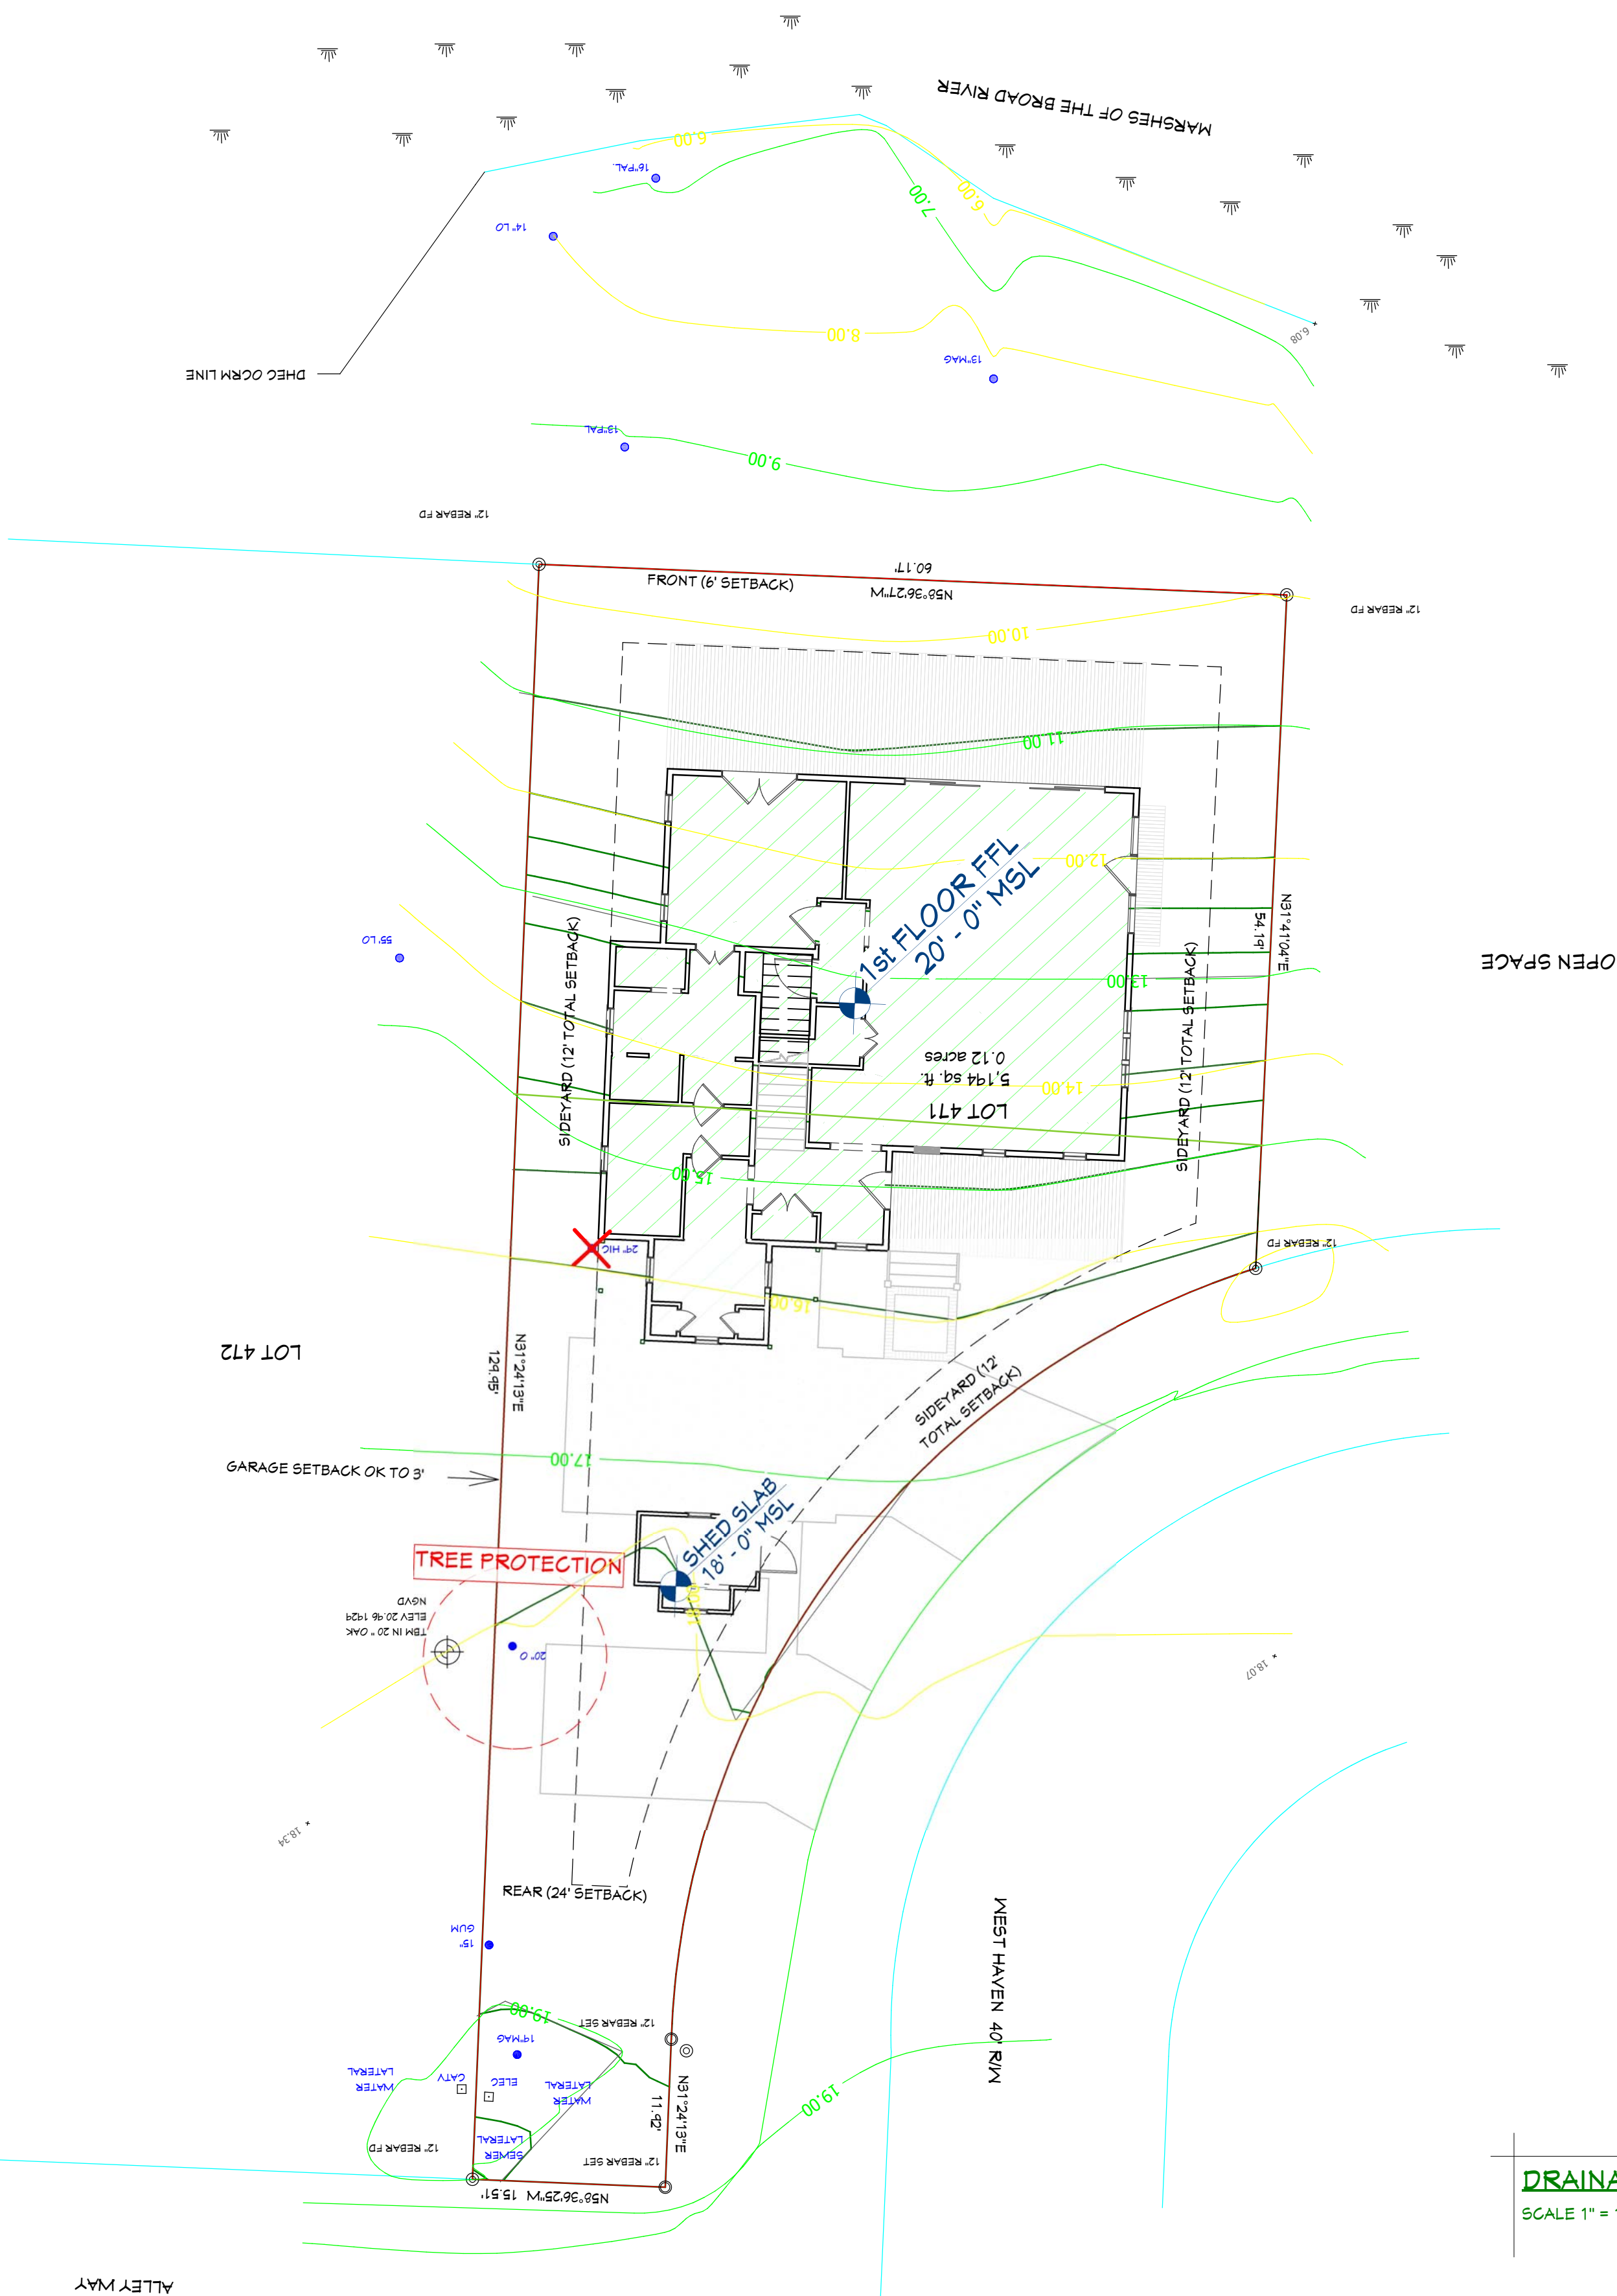 MARSHES OF THE BROAD RIVER
6.00
16"PAL.
7.00
6.00
14" LO
6.08
8.00
13"MAG
DHEC OCRM LINE
13"PAL
9.00
12" REBAR FD
60.17'
FRONT (6' SETBACK)
N58°36'27"W
12" REBAR FD
10.00
11.00
12.00
1st FLOOR FFL
20' - 0" MSL
N31°41'04"E
54.19'
55' LO
SIDEYARD (12' TOTAL SETBACK)
SIDEYARD (12' TOTAL SETBACK)
OPEN SPACE
13.00
LOT 471
5,194 sq. ft.
0.12 acres
14.00
15.00
29" HIC
12" REBAR FD
16.00
LOT 472
N31°24'13"E
129.95'
SIDEYARD (12'
TOTAL SETBACK)
17.00
GARAGE SETBACK OK TO 3'
SHED SLAB
18' - 0" MSL
TREE PROTECTION
18.00
TBM IN 20 " OAK
ELEV 20.96 1929
NGVD
20" O
18.07
18.34
REAR (24' SETBACK)
15"
GUM
WEST HAVEN 40' R/W
19.00
12" REBAR SET
19"MAG
WATER
LATERAL
CATV
ELEC
WATER
LATERAL
19.00
N31°24'13"E
11.92'
SEWER
LATERAL
12" REBAR FD
12" REBAR SET
N58°36'25"W 15.51'
DRAINA
SCALE 1" = 1
ALLEY WAY